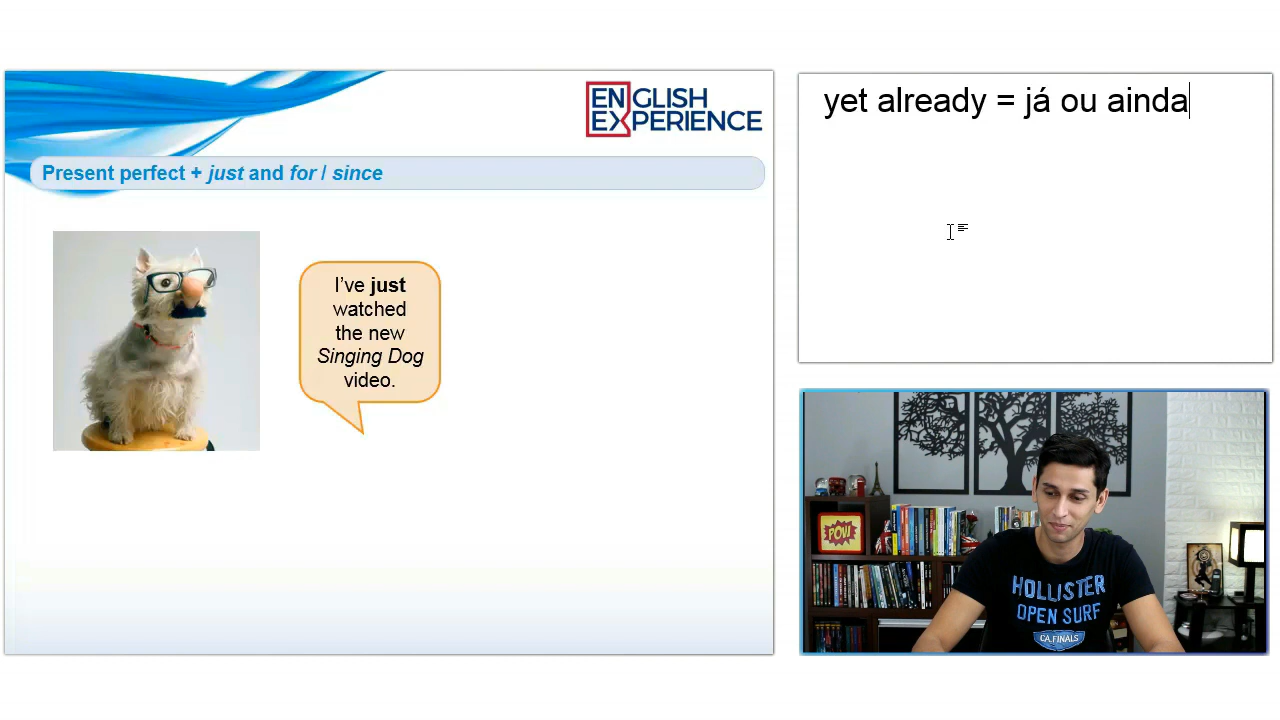 ENGLISH
EXPERIENCE
Present perfect + just and for / since
I've just
watched
the new
Singing Dog
video.
yet already = já ou ainda
POW
HOLLISTER
OPEN SURF
CA.FINALS